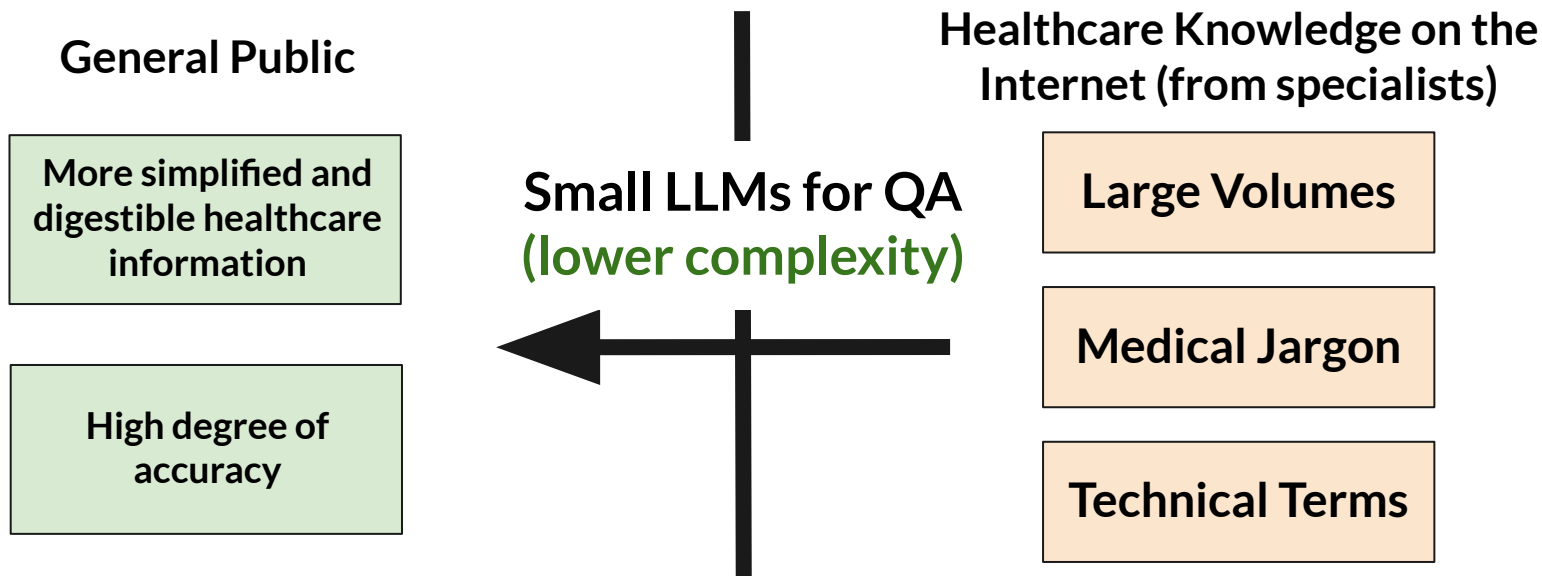 General Public
More simplified and
digestible healthcare
information
High degree of
accuracy
Small LLMs for QA
(lower complexity)
Healthcare Knowledge on the
Internet (from specialists)
Large Volumes
Medical Jargon
Technical Terms